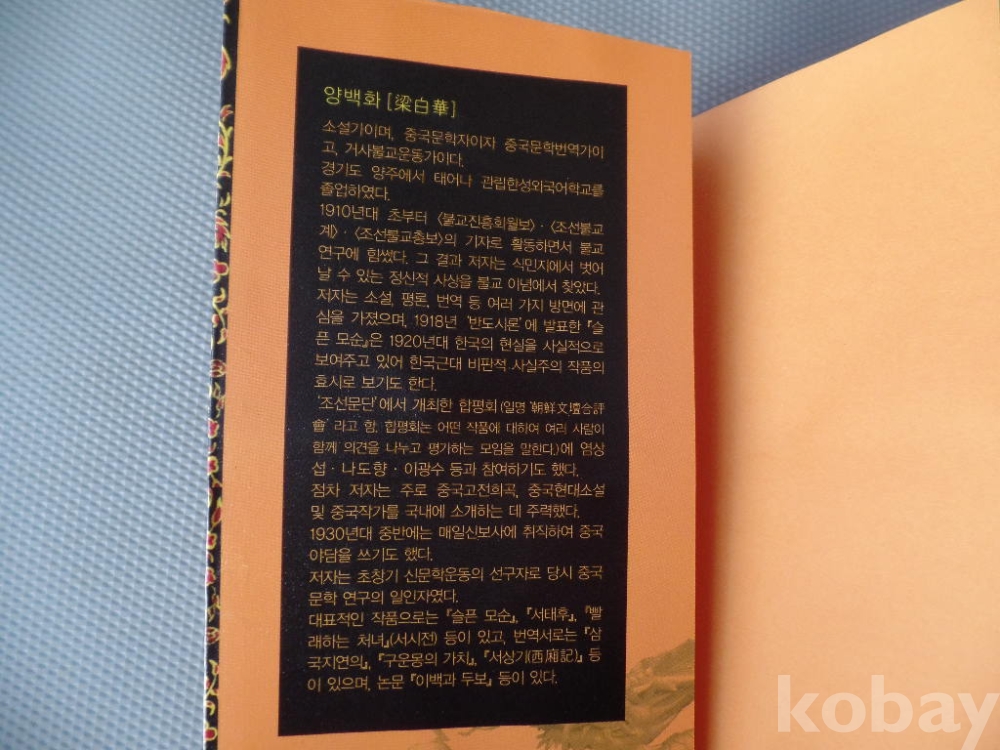 양백화 [梁白華]
소설가이며, 중국문학자이자 중국문학번역가이
고, 거사불교운동가이다.
경기도 양주에서 태어나 관립한성외국어학교를
졸업하였다.
1910년대 초부터 〈불교진흥회월보〉·〈조선불교
계〉·〈조선불교총보〉의 기자로 활동하면서 불교
연구에 힘썼다. 그 결과 저자는 식민지에서 벗어
날 수 있는 정신적 사상을 불교 이념에서 찾았다.
저자는 소설, 평론, 번역 등 여러 가지 방면에 관
심을 가졌으며, 1918년 '반도시론'에 발표한 『슬
픈 모순』은 1920년대 한국의 현실을 사실적으로
보여주고 있어 한국근대 비판적 사실주의 작품의
효시로 보기도 한다.
'조선문단'에서 개최한 합평회(일명 '朝鮮文壇合評
會' 라고 함, 합평회는 어떤 작품에 대하여 여러 사람이
함께 의견을 나누고 평가하는 모임을 말한다.)에 염상
섭·나도향·이광수 등과 참여하기도 했다.
점차 저자는 주로 중국고전희곡, 중국현대소설
및 중국작가를 국내에 소개하는 데 주력했다.
1930년대 중반에는 매일신보사에 취직하여 중국
야담을 쓰기도 했다.
저자는 초창기 신문학운동의 선구자로 당시 중국
문학 연구의 일인자였다.
대표적인 작품으로는 『슬픈 모순』, 『서태후』, 『빨
래하는 처녀』(서시전) 등이 있고, 번역서로는 『삼
국지연의』, 『구운몽의 가치』, 『서상기(西廂記)』 등
이 있으며, 논문 『이백과 두보』 등이 있다.
kobay